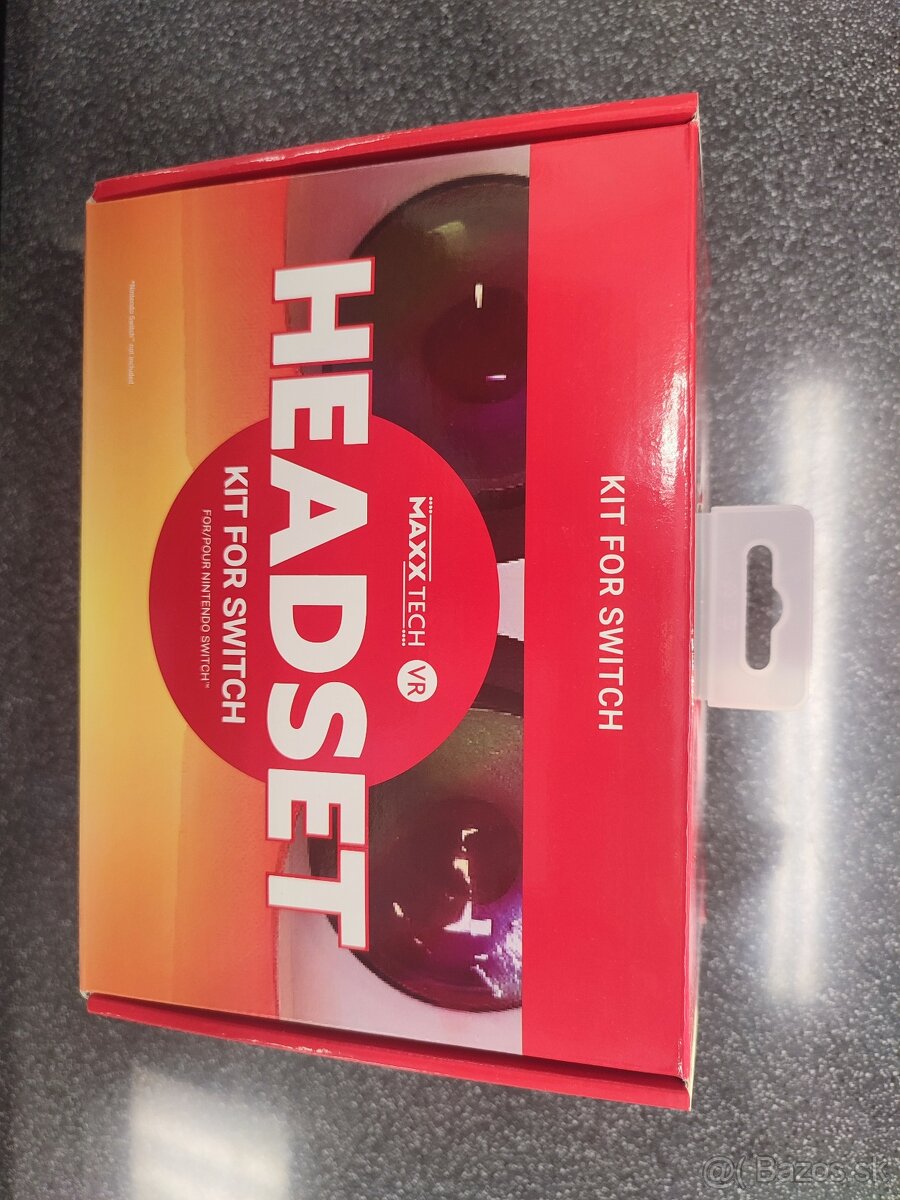 KIT FOR SWITCH
MAXX TECH VR
HEADSET
KIT FOR SWITCH
FOR/POUR NINTENDO SWITCH™
*Nintendo Switch™ not included
@( Bazos.sk